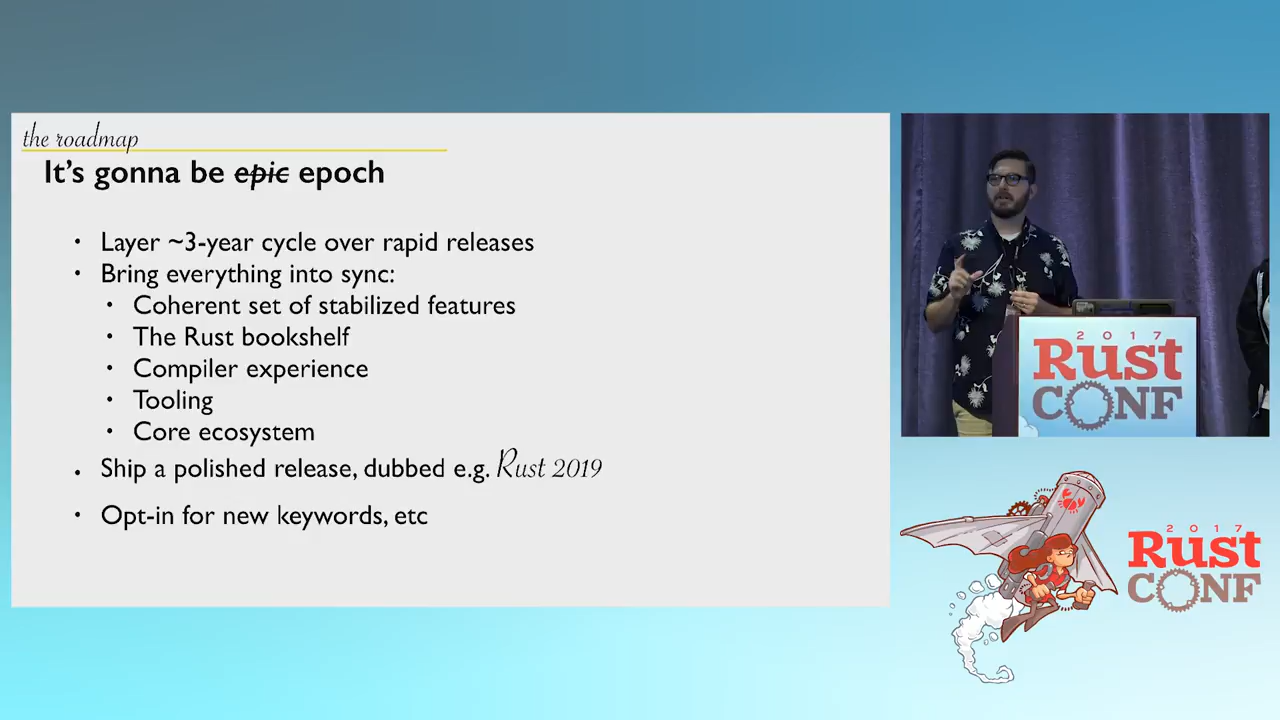 the roadmap
It's gonna be epic epoch
• Layer ~3-year cycle over rapid releases
• Bring everything into sync:
• Coherent set of stabilized features
• The Rust bookshelf
• Compiler experience
• Tooling
• Core ecosystem
• Ship a polished release, dubbed e.g. Rust 2019
• Opt-in for new keywords, etc
2017
Rust
CONF
2017
Rust
CONF